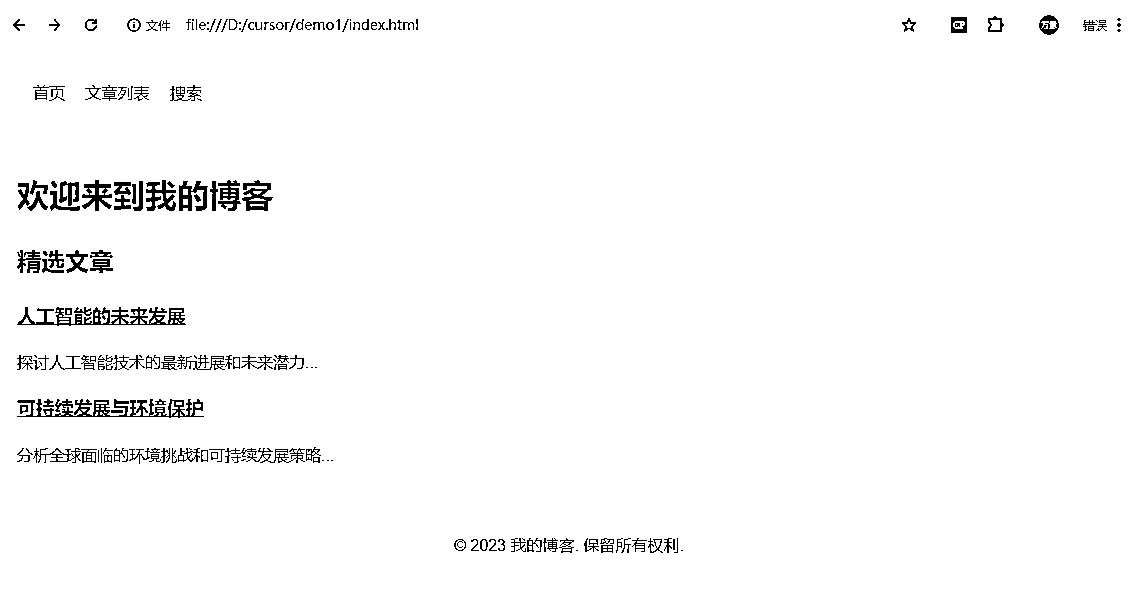 文件 file:///D:/cursor/demo1/index.html 错误
首页 文章列表 搜索
欢迎来到我的博客
精选文章
人工智能的未来发展
探讨人工智能技术的最新进展和未来潜力...
可持续发展与环境保护
分析全球面临的环境挑战和可持续发展策略...
© 2023 我的博客. 保留所有权利.